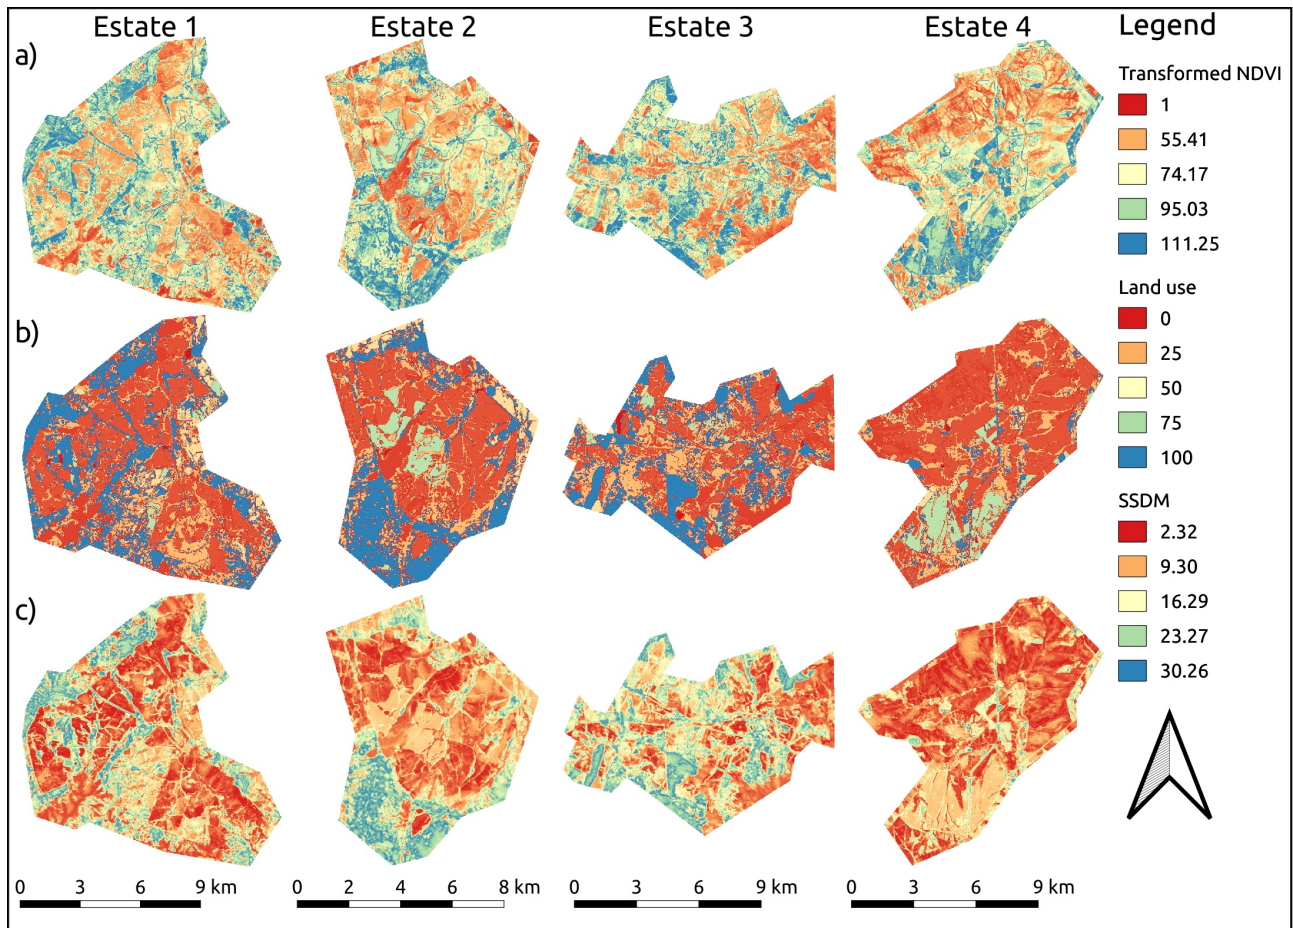 Estate 1
Estate 2
Estate 3
Estate 4
Legend
a)
b)
c)
Transformed NDVI
1
55.41
74.17
95.03
111.25
Land use
0
25
50
75
100
SSDM
2.32
9.30
16.29
23.27
30.26
0 3 6 9 km
0 2 4 6 8 km
0 3 6 9 km
0 3 6 9 km